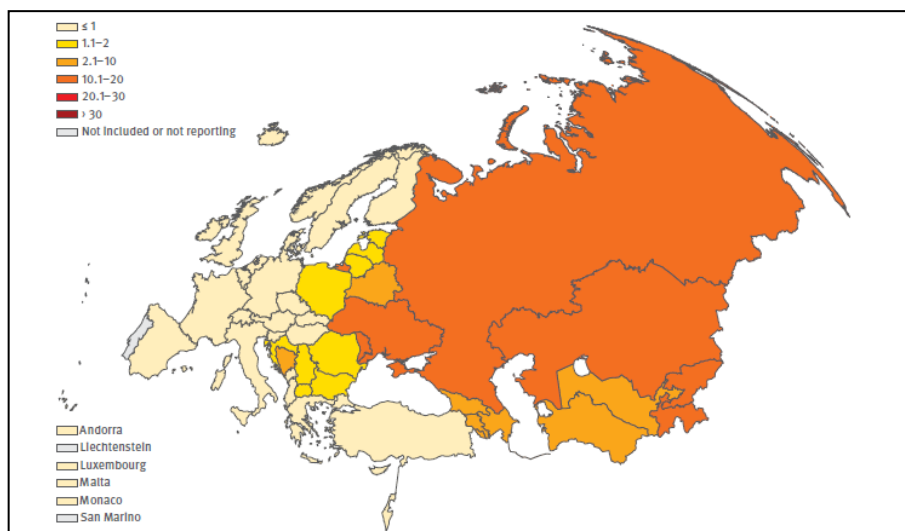 ≤ 1
1.1–2
2.1–10
10.1–20
20.1–30
› 30
Not included or not reporting
Andorra
Liechtenstein
Luxembourg
Malta
Monaco
San Marino